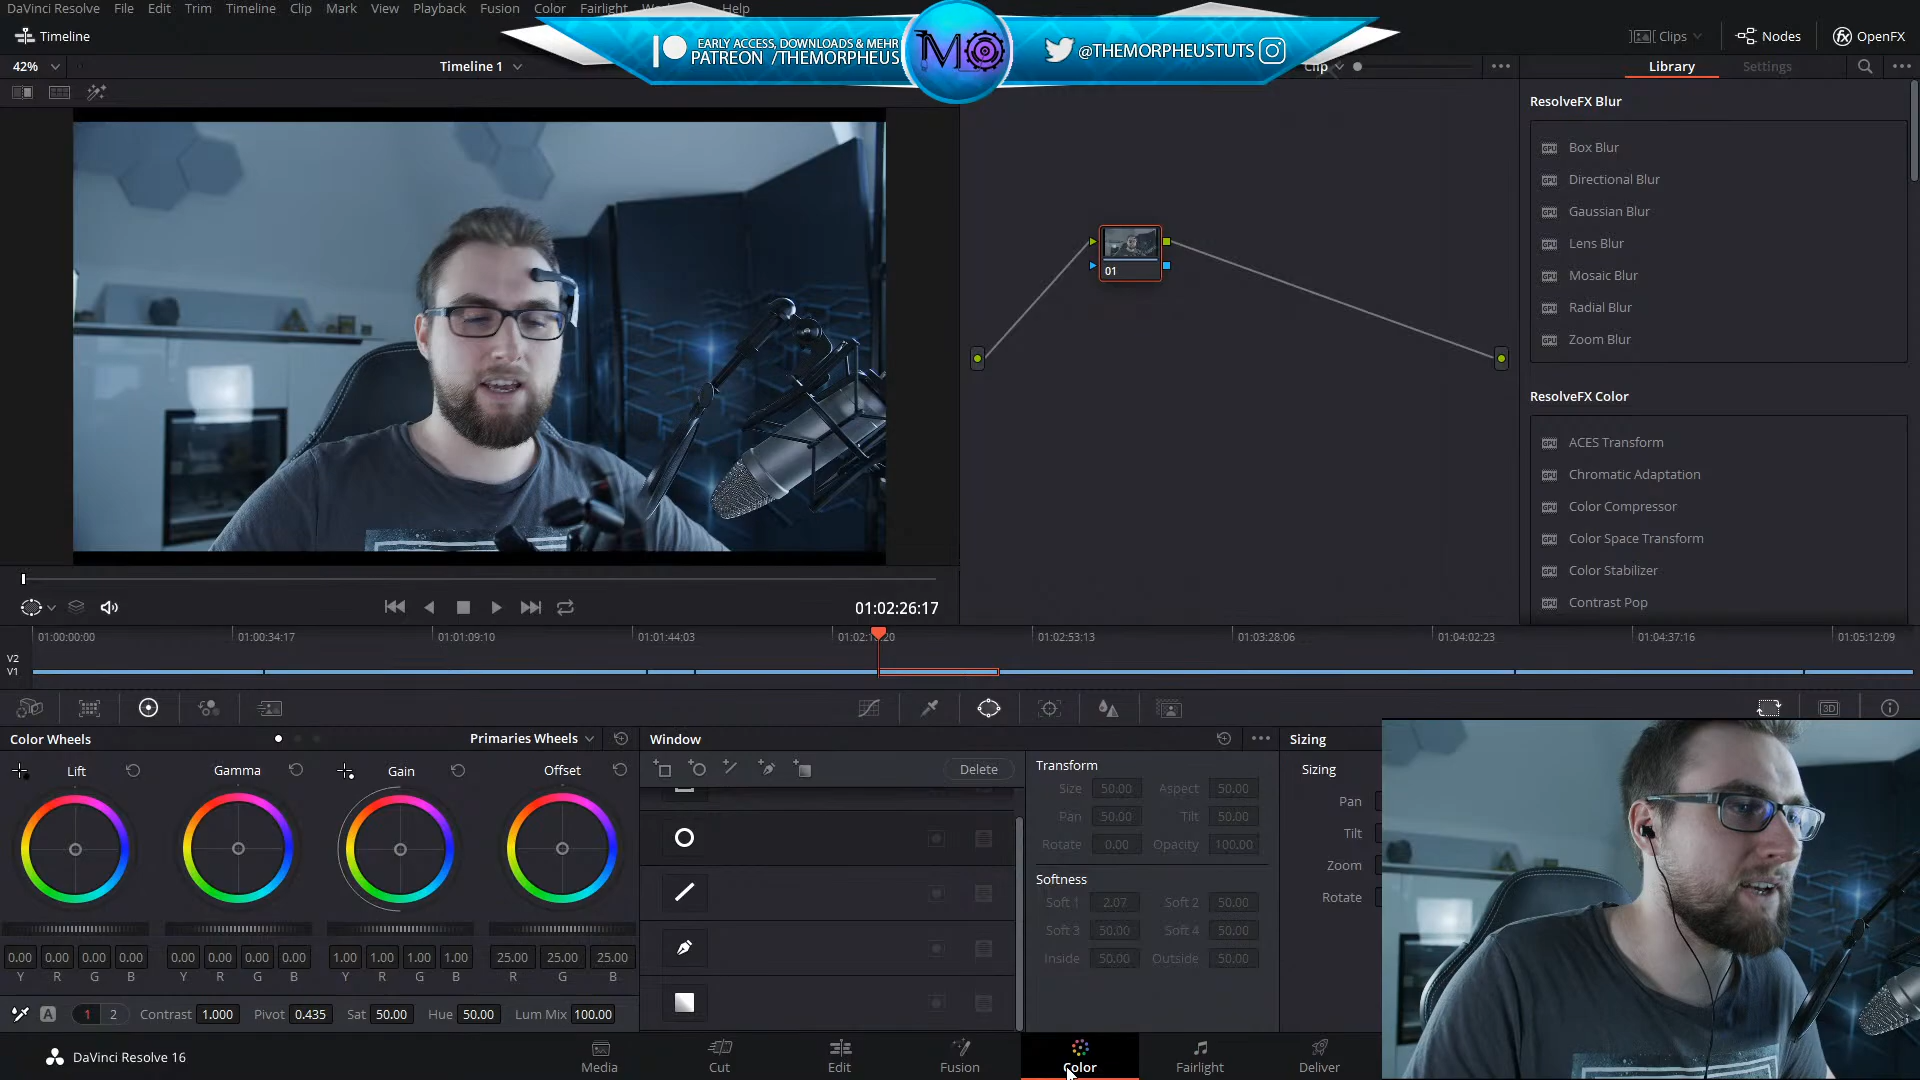 DaVinci Resolve File Edit Trim Timeline Clip Mark View Playback Fusion Color Fairlight Help
EARLY ACCESS, DOWNLOADS & MEHR
PATREON /THEMORPHEUS
MO
@THEMORPHEUSTUTS
Timeline
Clips
Nodes
OpenFX
42%
Timeline 1
Clip
Library
Settings
ResolveFX Blur
Box Blur
Directional Blur
Gaussian Blur
Lens Blur
Mosaic Blur
Radial Blur
Zoom Blur
ResolveFX Color
ACES Transform
Chromatic Adaptation
Color Compressor
Color Space Transform
Color Stabilizer
Contrast Pop
01
01:02:26:17
01:00:00:00 01:00:34:17 01:01:09:10 01:01:44:03 01:02:53:13 01:03:28:06 01:04:02:23 01:04:37:16 01:05:12:09
V2
V1
3D
Color Wheels
Primaries Wheels
Lift Gamma Gain Offset
0.00 0.00 0.00 0.00 0.00 0.00 0.00 0.00 1.00 1.00 1.00 1.00 25.00 25.00 25.00
Y R G B Y R G B Y R G B R G B
A 1 2 Contrast 1.000 Pivot 0.435 Sat 50.00 Hue 50.00 Lum Mix 100.00
Window
Delete
Transform
Size 50.00 Aspect 50.00
Pan 50.00 Tilt 50.00
Rotate 0.00 Opacity 100.00
Softness
Soft 1 2.07 Soft 2 50.00
Soft 3 50.00 Soft 4 50.00
Inside 50.00 Outside 50.00
Sizing
Sizing
Pan
Tilt
Zoom
Rotate
DaVinci Resolve 16
Media Cut Edit Fusion Color Fairlight Deliver